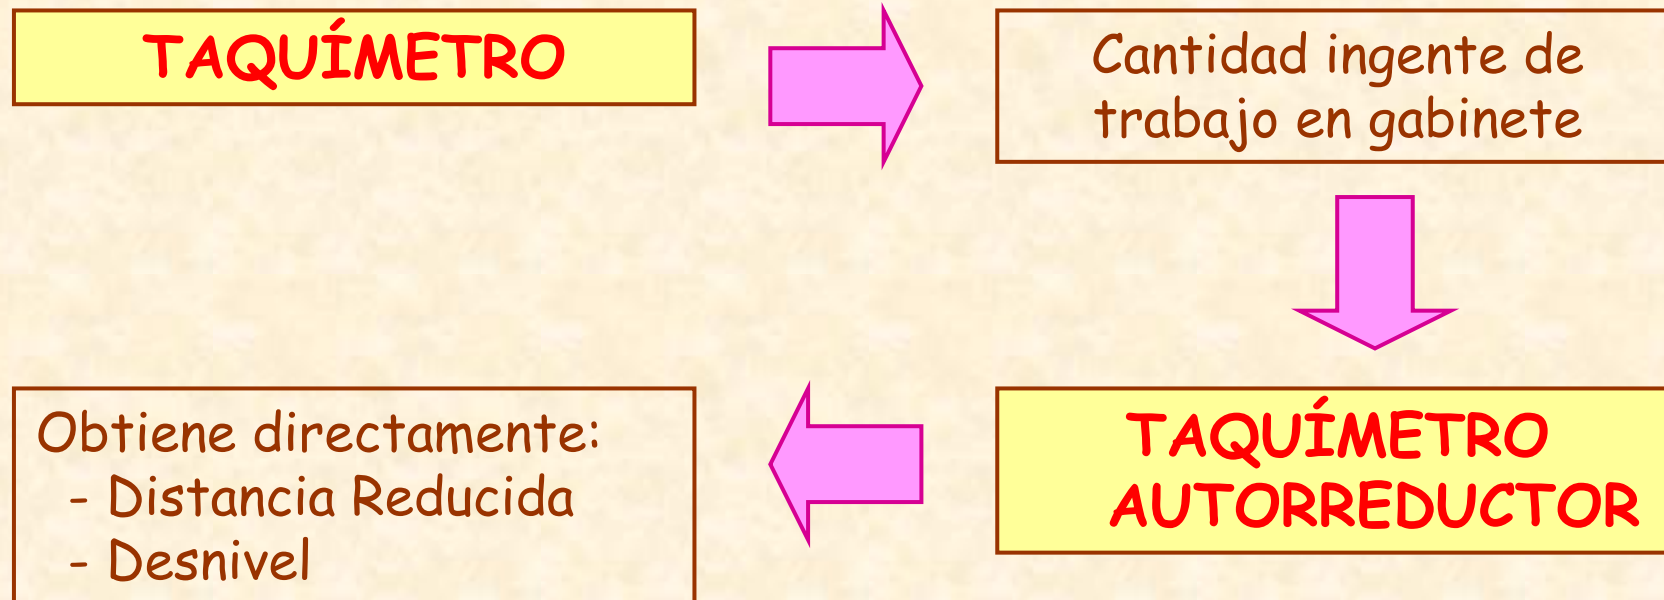 TAQUÍMETRO
Cantidad ingente de
trabajo en gabinete
TAQUÍMETRO
AUTORREDUCTOR
Obtiene directamente:
- Distancia Reducida
- Desnivel